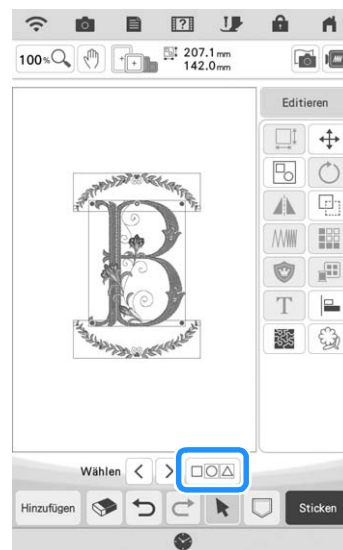 100%
207.1 mm
142.0 mm
Editieren
B
T
Wählen
Hinzufügen
Sticken